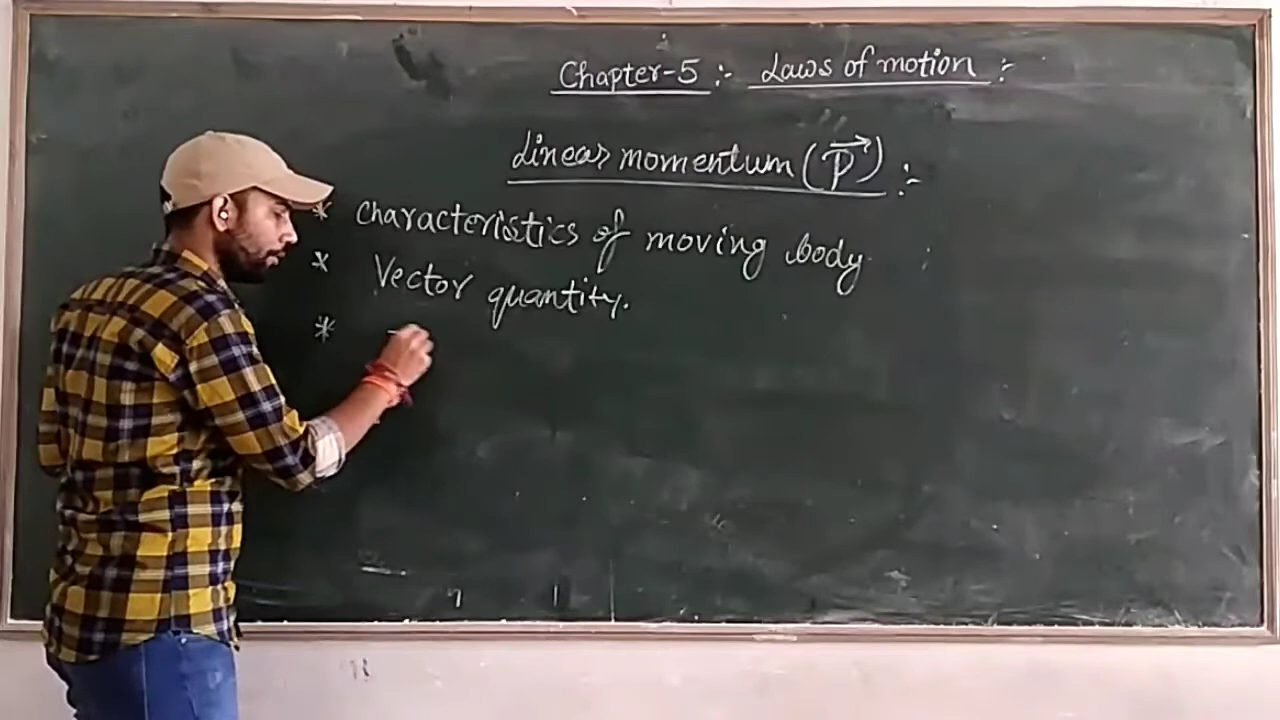 Chapter-5 :- Laws of motion :-
Linear momentum (P⃗) :-
* Characteristics of moving body
* Vector quantity.
*